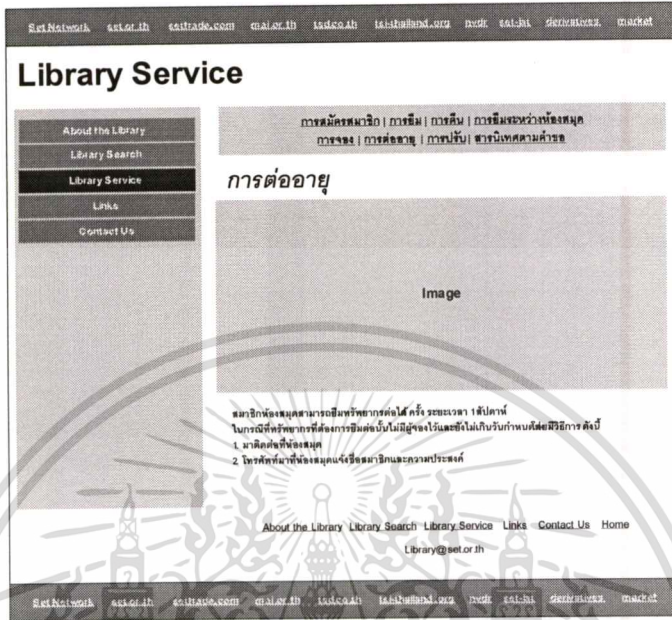 Set Network set.or.th settrade.com mai.or.th tsd.co.th tsi-thailand.org nvdr set-jsx derivatives market
Library Service
About the Library
Library Search
Library Service
Links
Contact Us
การสมัครสมาชิก | การยืม | การคืน | การยืมระหว่างห้องสมุด
การจอง | การต่ออายุ | การปรับ| สารนิเทศตามคำขอ
การต่ออายุ
Image
สมาชิกห้องสมุดสามารถยืมทรัพยากรต่อได้ ครั้ง ระยะเวลา 1 สัปดาห์
ในกรณีที่ทรัพยากรที่ต้องการยืมต่อนั้นไม่มีผู้จองไว้และยังไม่เกินวันกำหนดส่งมีวิธีการ ดังนี้
1. มาติดต่อที่ห้องสมุด
2. โทรศัพท์มาที่ห้องสมุดแจ้งชื่อสมาชิกและความประสงค์
About the Library Library Search Library Service Links Contact Us Home
Library@set.or.th
Set Network set.or.th settrade.com mai.or.th tsd.co.th tsi-thailand.org nvdr derivatives market